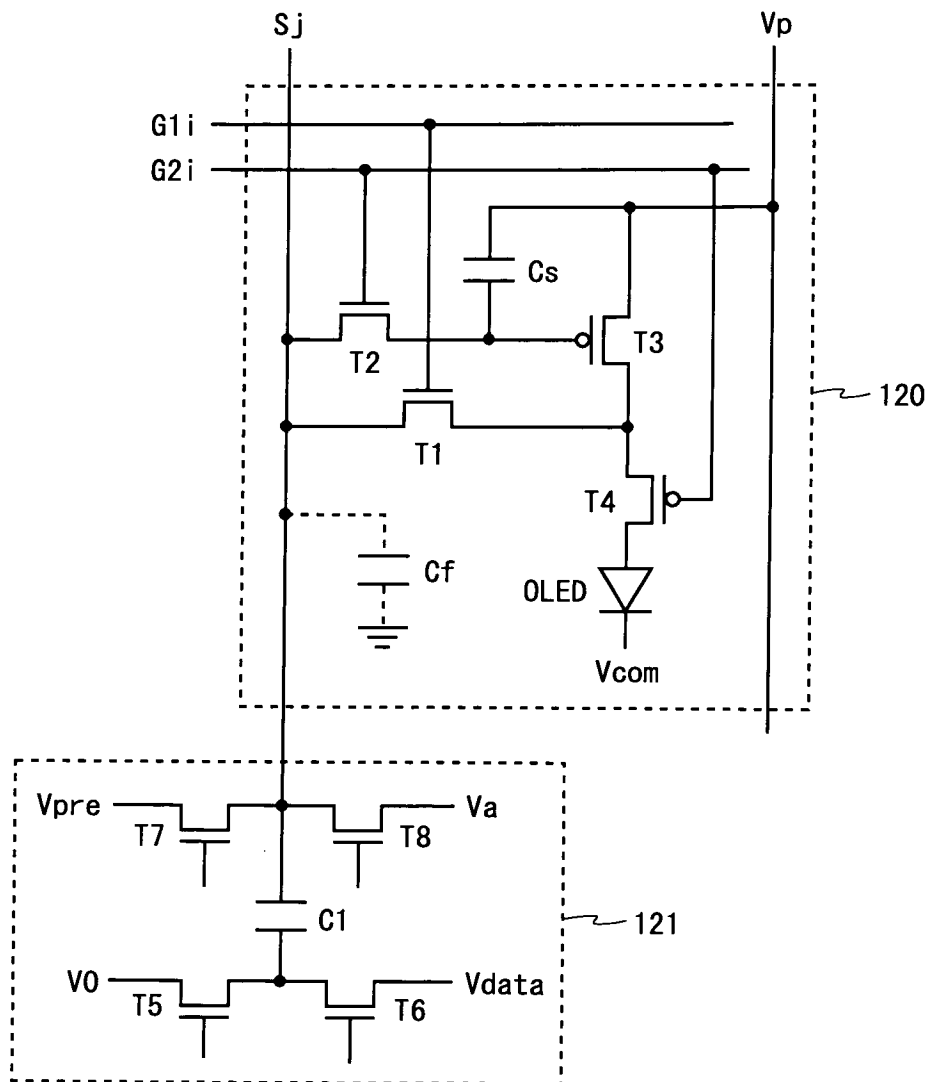 Sj
Vp
G1i
G2i
Cs
T2
T3
120
T1
T4
Cf
OLED
Vcom
Vpre
Va
T7
T8
C1
121
V0
Vdata
T5
T6